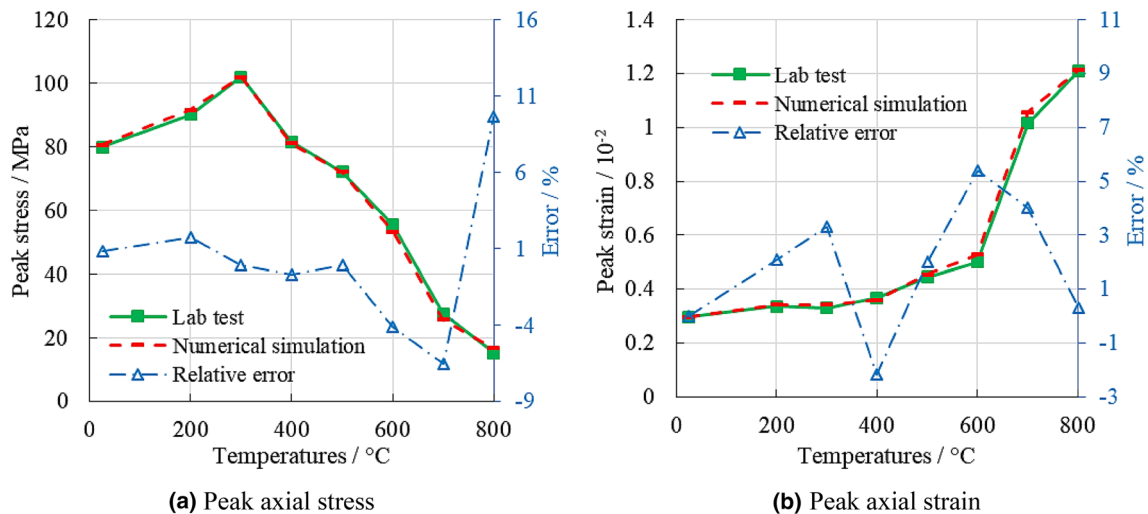 120
100
80
60
40
20
0
Peak stress / MPa
16
11
6
1
-4
-9
Error / %
Lab test
Numerical simulation
Relative error
0
200
400
600
800
Temperatures / °C
(a) Peak axial stress
1.4
1.2
1
0.8
0.6
0.4
0.2
0
Peak strain / 10-2
11
9
7
5
3
1
-1
-3
Error / %
Lab test
Numerical simulation
Relative error
0
200
400
600
800
Temperatures / °C
(b) Peak axial strain